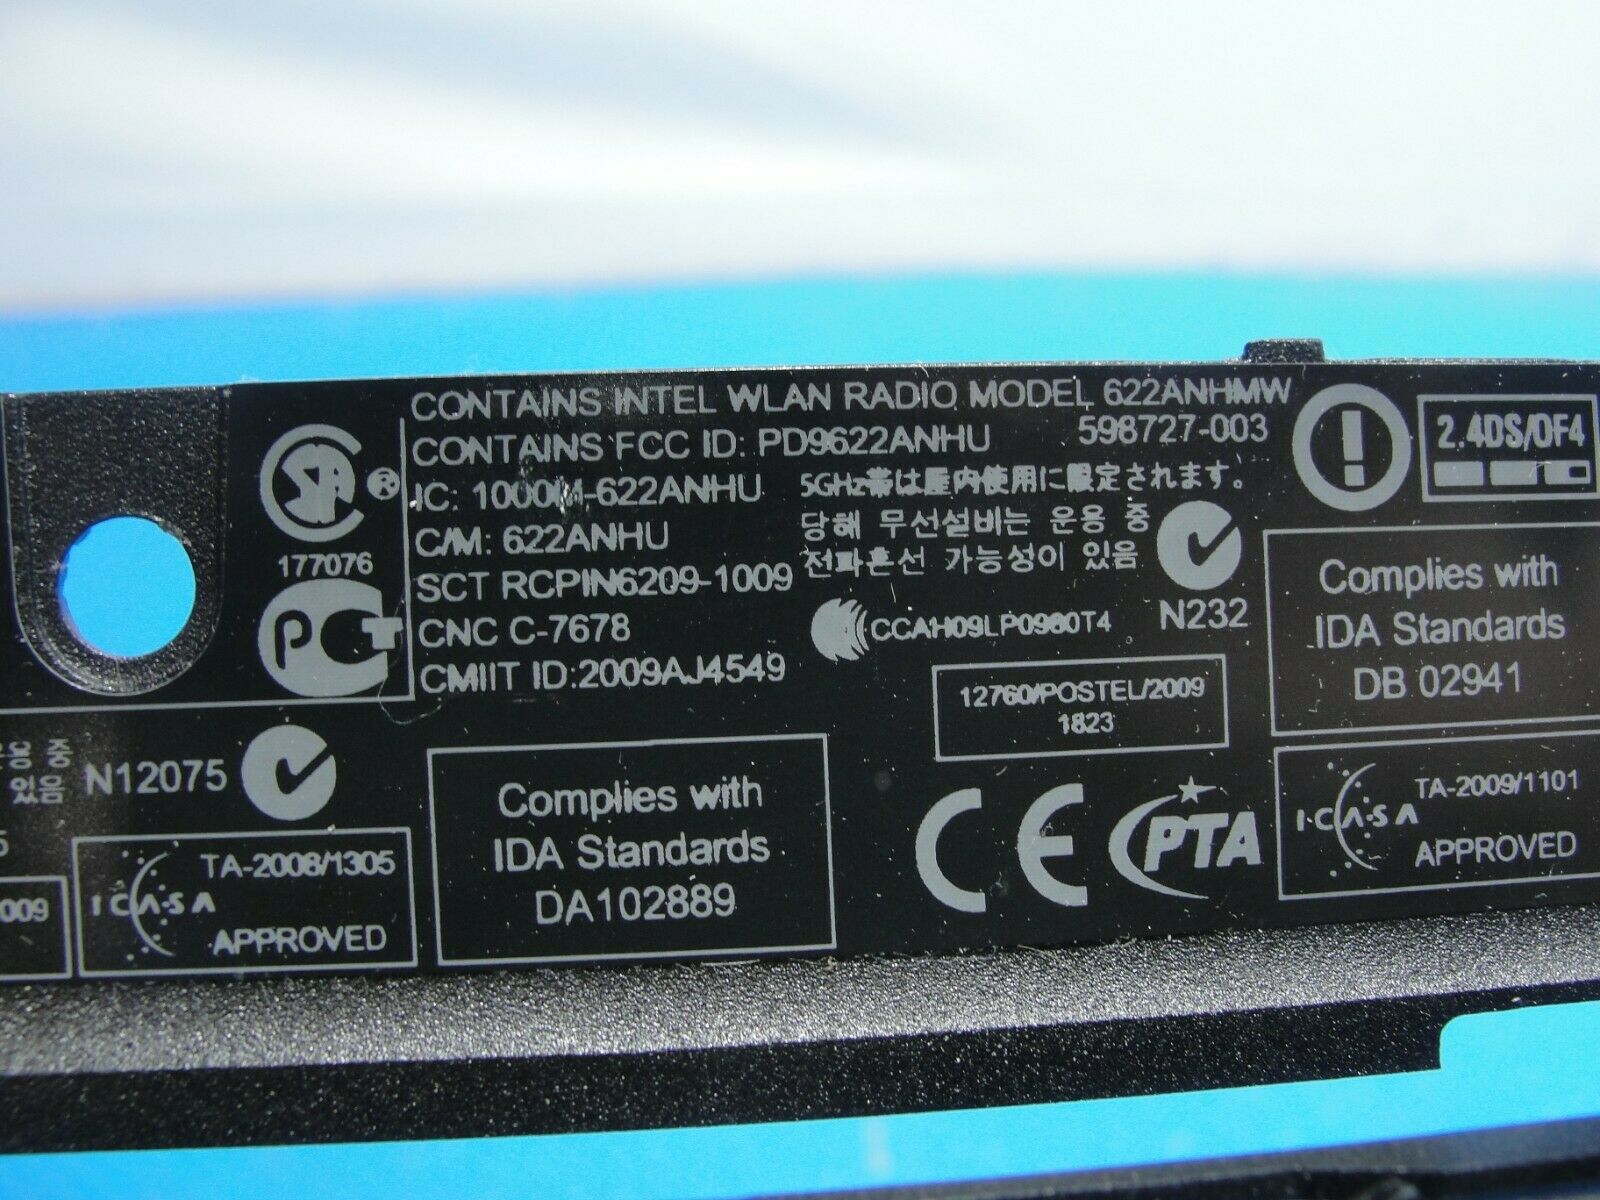 CONTAINS INTEL WLAN RADIO MODEL 622ANHMW
598727-003
CONTAINS FCC ID: PD9622ANHU
IC: 1000M-622ANHU
C/M: 622ANHU
SCT RCPIN6209-1009
CNC C-7678
CMIIT ID:2009AJ4549
177076
5GHz帯は屋内使用に限定されます。
당해 무선설비는 운용 중
전파혼선 가능성이 있음
CCAH09LP0980T4
N232
2.4DS/OF4
Complies with
IDA Standards
DB 02941
12760/POSTEL/2009
1823
CE
PTA
ICASA
TA-2009/1101
APPROVED
있음
N12075
009
ICASA
TA-2008/1305
APPROVED
Complies with
IDA Standards
DA102889